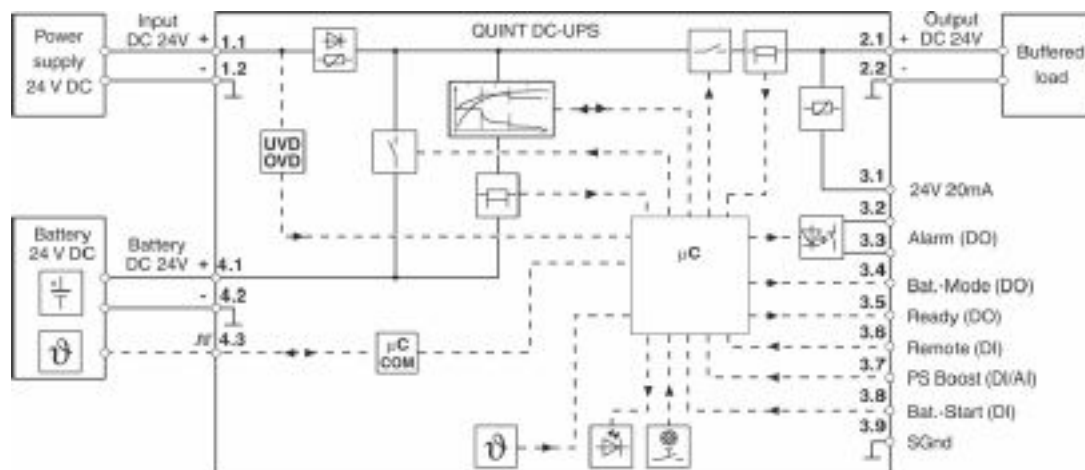 Power
supply
24 V DC
Input
DC 24V +
-
1.1
1.2
QUINT DC-UPS
2.1
2.2
Output
+ DC 24V
-
Buffered
load
UVD
OVD
3.1
24V 20mA
3.2
3.3
Alarm (DO)
3.4
Bat.-Mode (DO)
3.5
Ready (DO)
3.6
Remote (DI)
3.7
PS Boost (DI/AI)
3.8
Bat.-Start (DI)
3.9
SGnd
µC
Battery
24 V DC
Battery
DC 24V +
-
4.1
4.2
4.3
ϑ
µC
COM
ϑ